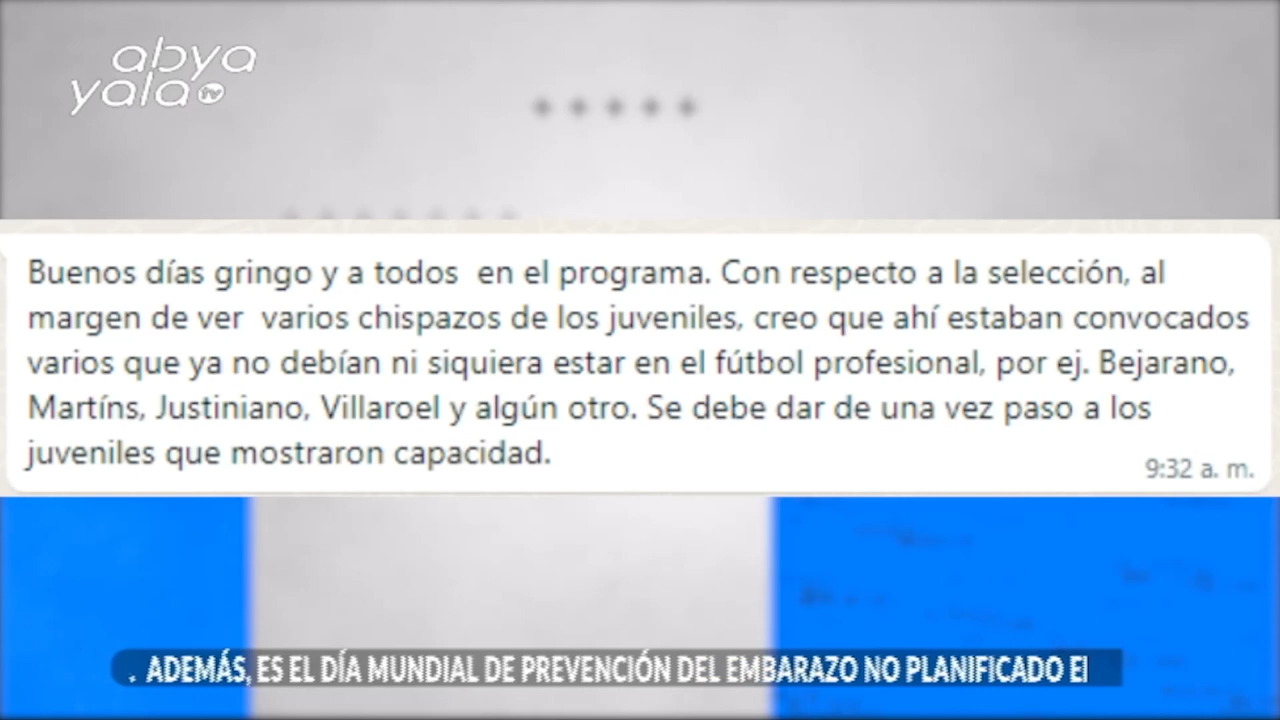 abya
yala tv
Buenos días gringo y a todos  en el programa. Con respecto a la selección, al
margen de ver  varios chispazos de los juveniles, creo que ahí estaban convocados
varios que ya no debían ni siquiera estar en el fútbol profesional, por ej. Bejarano,
Martíns, Justiniano, Villaroel y algún otro. Se debe dar de una vez paso a los
juveniles que mostraron capacidad.
9:32 a. m.
. ADEMÁS, ES EL DÍA MUNDIAL DE PREVENCIÓN DEL EMBARAZO NO PLANIFICADO